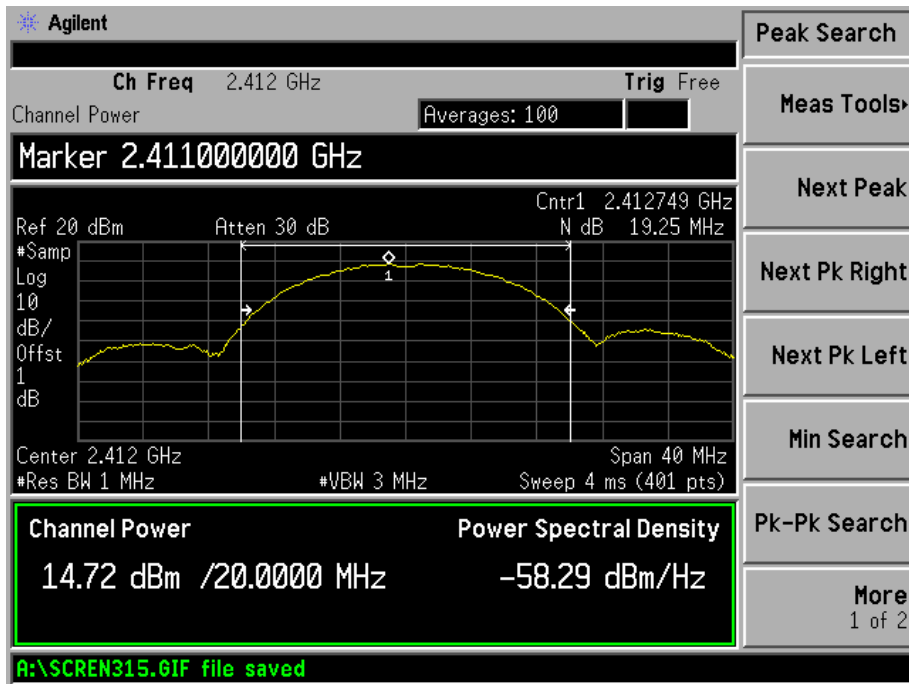 Agilent
Peak Search
Ch Freq 2.412 GHz Trig Free
Channel Power Averages: 100
Meas Tools
Marker 2.411000000 GHz
Next Peak
Cntr1 2.412749 GHz
Ref 20 dBm Atten 30 dB N dB 19.25 MHz
#Samp
Log
10
dB/
Offst
1
dB
1
Next Pk Right
Next Pk Left
Min Search
Center 2.412 GHz Span 40 MHz
#Res BW 1 MHz #VBW 3 MHz Sweep 4 ms (401 pts)
Channel Power Power Spectral Density
Pk-Pk Search
14.72 dBm /20.0000 MHz -58.29 dBm/Hz
More
1 of 2
A:\SCREN315.GIF file saved